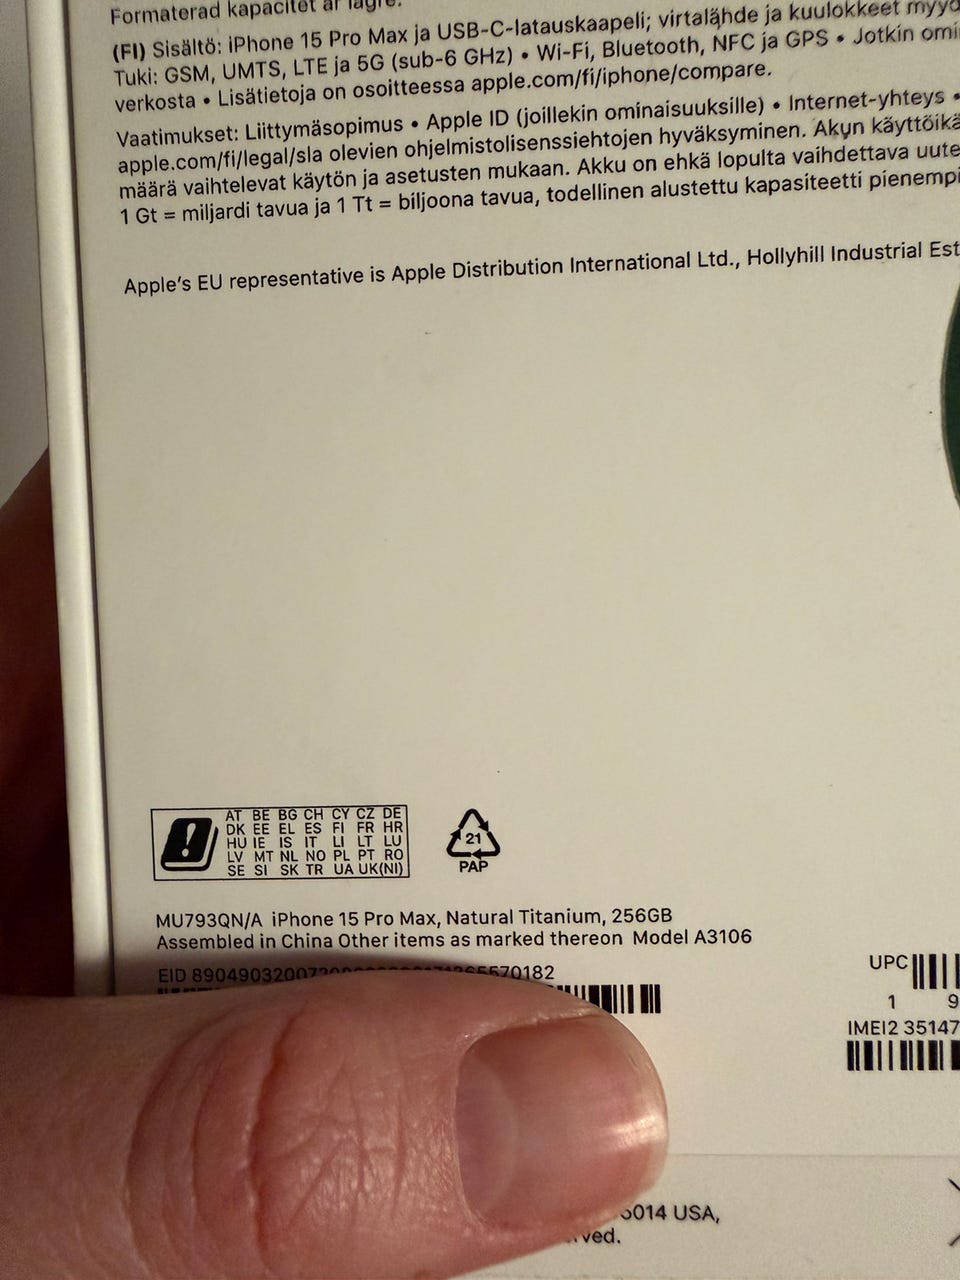 Formaterad kapacitet är lägre.
(FI) Sisältö: iPhone 15 Pro Max ja USB-C-latauskaapeli; virtalähde ja kuulokkeet
Tuki: GSM, UMTS, LTE ja 5G (sub-6 GHz) • Wi-Fi, Bluetooth, NFC ja GPS • Jotkin
verkosta • Lisätietoja on osoitteessa apple.com/fi/iphone/compare.
Vaatimukset: Liittymäsopimus • Apple ID (joillekin ominaisuuksille) • Internet-yhteys •
apple.com/fi/legal/sla olevien ohjelmistolisenssiehtojen hyväksyminen. Akun
määrä vaihtelevat käytön ja asetusten mukaan. Akku on ehkä lopulta vaihdettava
1 Gt = miljardi tavua ja 1 Tt = biljoona tavua, todellinen alustettu kapasiteetti
Apple's EU representative is Apple Distribution International Ltd., Hollyhill Industrial
AT BE BG CH CY CZ DE
DK EE EL ES FI FR HR
HU IE IS IT LI LT LU
LV MT NL NO PL PT RO
SE SI SK TR UA UK(NI)
21
PAP
MU793QN/A iPhone 15 Pro Max, Natural Titanium, 256GB
Assembled in China Other items as marked thereon Model A3106
EID
UPC
1 9
IMEI2 35147
USA,